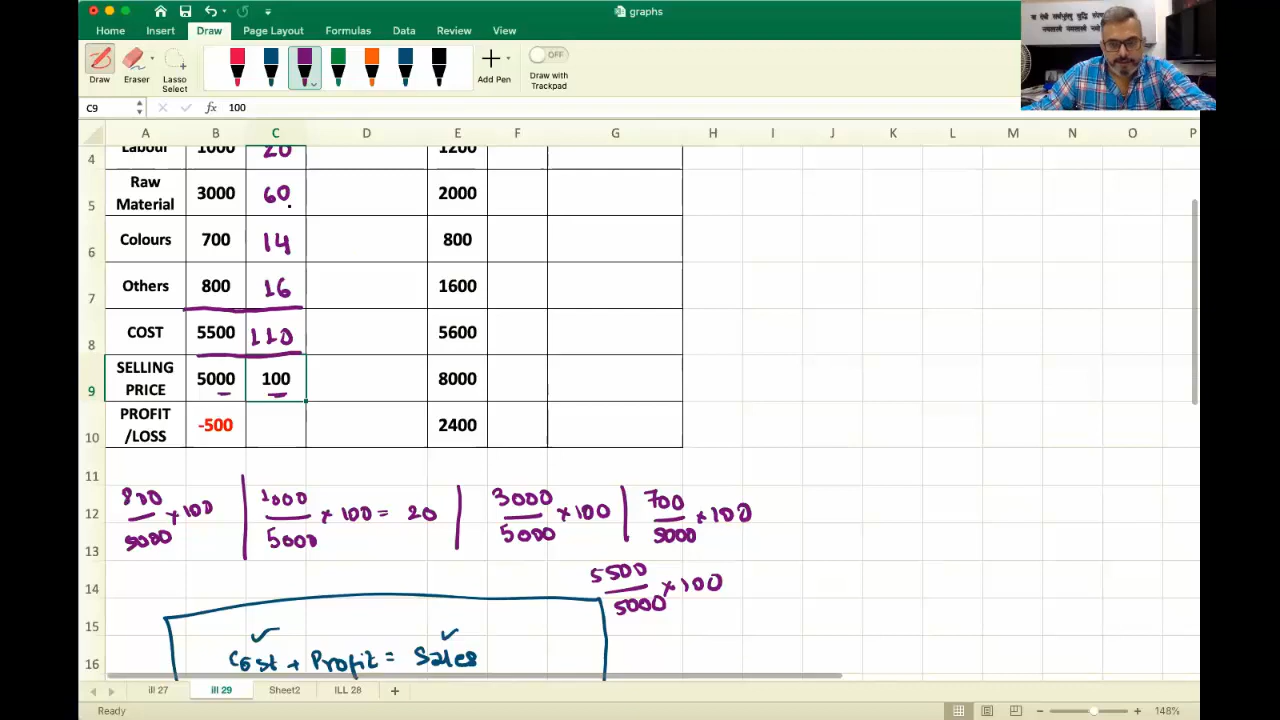 graphs
Home Insert Draw Page Layout Formulas Data Review View
Draw Eraser Lasso Select Add Pen OFF Draw with Trackpad
C9 fx 100
A B C D E F G H I J K L M N O P
4 Labour 1000 20 1200
5 Raw Material 3000 60 2000
6 Colours 700 14 800
7 Others 800 16 1600
8 COST 5500 110 5600
9 SELLING PRICE 5000 100 8000
10 PROFIT /LOSS -500 2400
11
12 800/5000 × 100 | 1000/5000 × 100 = 20 | 3000/5000 × 100 | 700/5000 × 100
13
14 5500/5000 × 100
15
16 Cost + Profit = Sales
ill 27 ill 29 Sheet2 ILL 28 +
Ready 148%